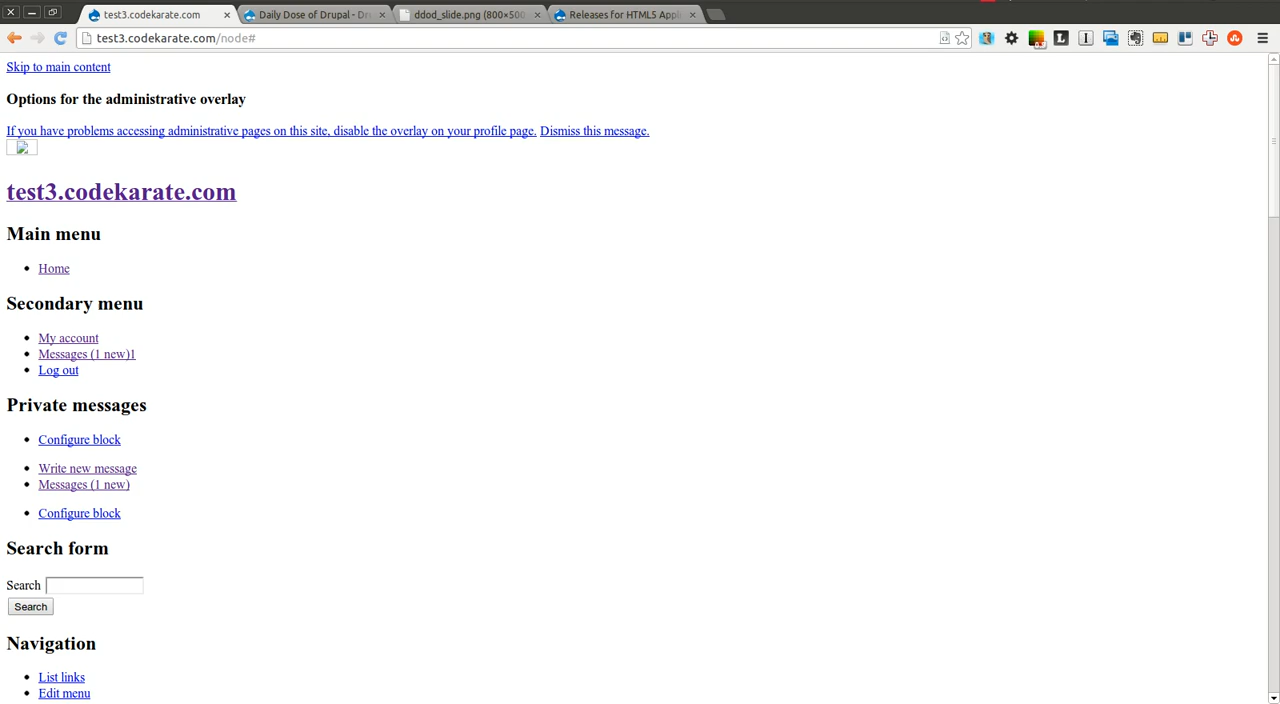 test3.codekarate.com
Daily Dose of Drupal - Dr
ddod_slide.png (800×500
Releases for HTML5 Appli
test3.codekarate.com/node#
Skip to main content
Options for the administrative overlay
If you have problems accessing administrative pages on this site, disable the overlay on your profile page. Dismiss this message.
test3.codekarate.com
Main menu
Home
Secondary menu
My account
Messages (1 new)1
Log out
Private messages
Configure block
Write new message
Messages (1 new)
Configure block
Search form
Search
Search
Navigation
List links
Edit menu